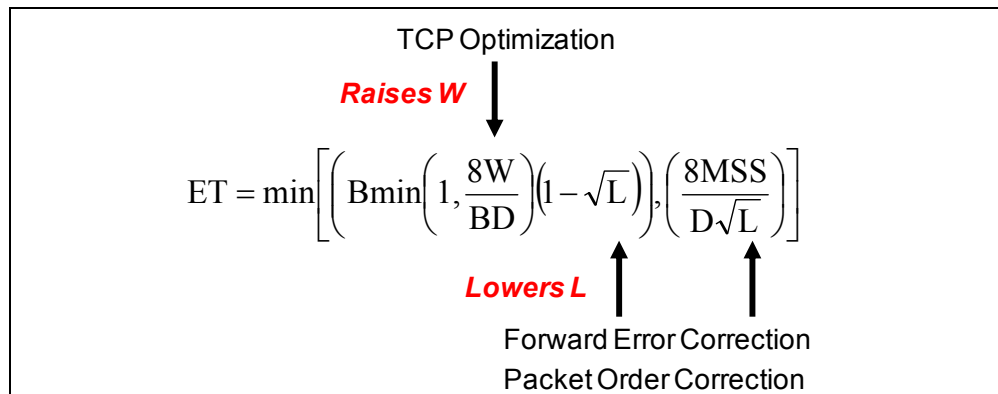 TCP Optimization
Raises W
ET = min[(Bmin(1, 8W/BD)(1 − √L)), (8MSS/D√L)]
Lowers L
Forward Error Correction
Packet Order Correction